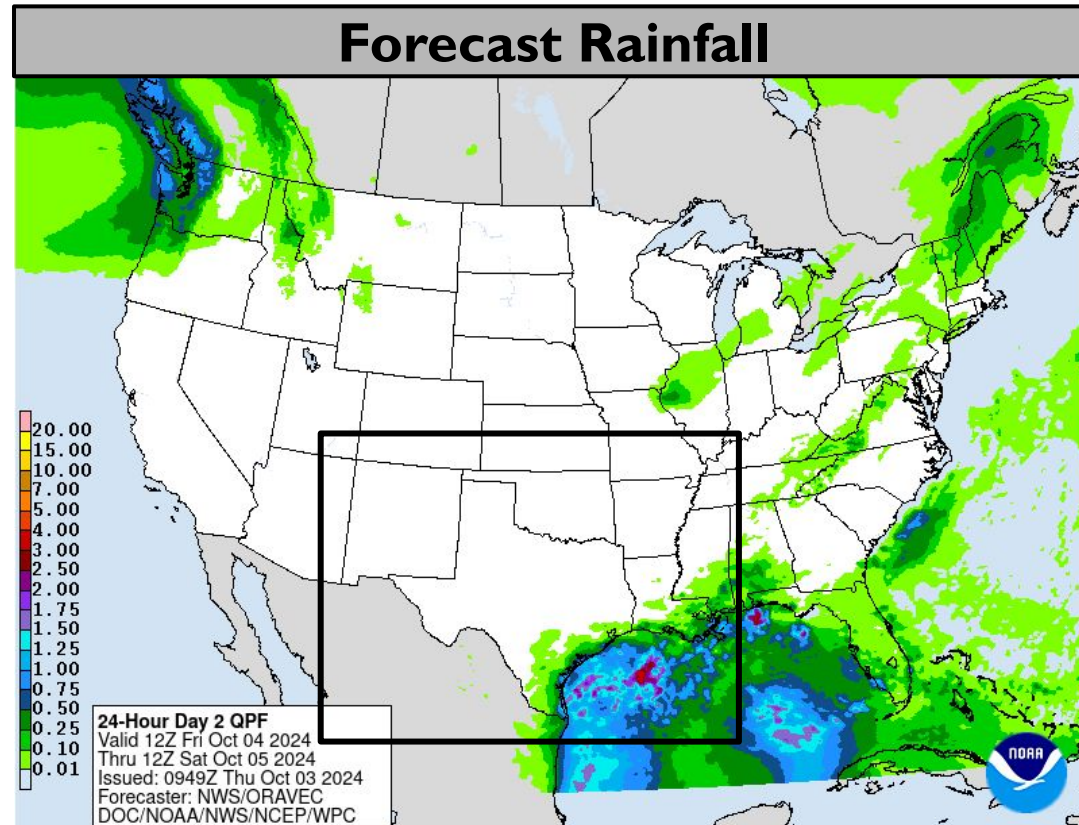 Forecast Rainfall
20.00
15.00
10.00
7.00
5.00
4.00
3.00
2.50
2.00
1.75
1.50
1.25
1.00
0.75
0.50
0.25
0.10
0.01
24-Hour Day 2 QPF
Valid 12Z Fri Oct 04 2024
Thru 12Z Sat Oct 05 2024
Issued: 0949Z Thu Oct 03 2024
Forecaster: NWS/ORAVEC
DOC/NOAA/NWS/NCEP/WPC
NOAA